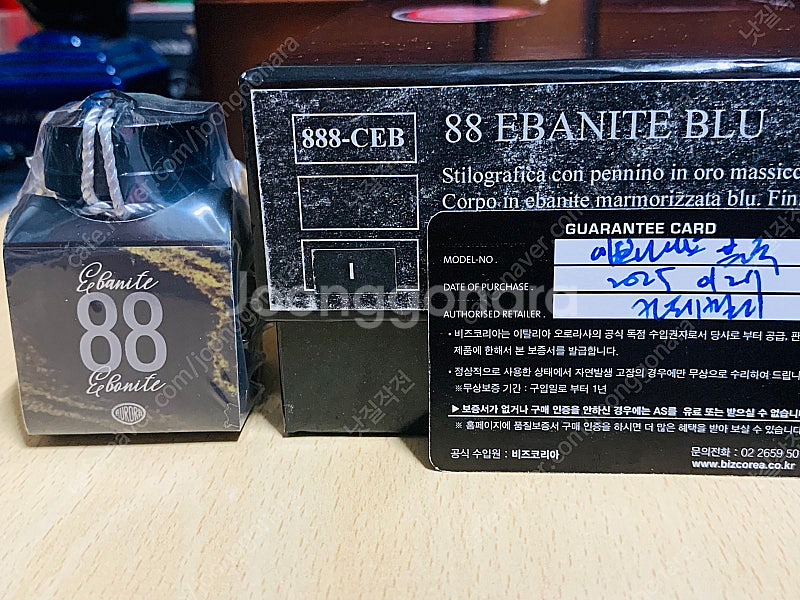 Ebanite
88
Ebonite
AURORA
888-CEB
88 EBANITE BLU
Stilografica con pennino in oro massicc
Corpo in ebanite marmorizzata blu. Fin
GUARANTEE CARD
MODEL-NO.
DATE OF PURCHASE.
2025
AUTHORISED RETAILER.
• 비즈코리아는 이탈리아 오로라사의 공식 독점 수입권자로서 당사로 부터 공급, 판
제품에 한해서 본 보증서를 발급합니다.
• 정상적으로 사용한 상태에서 자연발생 고장의 경우에만 무상으로 수리하여 드립니
※무상보증 기간 : 구입일로 부터 1년
▶ 보증서가 없거나 구매 인증을 안하신 경우에는 AS를 유료 또는 받으실 수 없습니
※ 홈페이지에 품질보증서 구매 인증을 하시면 더 많은 혜택을 받아 보실 수 있습니다
공식 수입원 : 비즈코리아
문의전화 : 02 2659 50
www.bizcorea.co.kr
Joonggonara